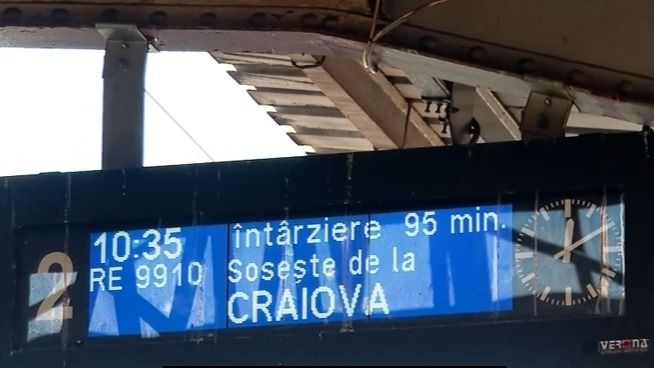 2
10:35 întârziere 95 min.
RE 9910 Sosește de la
CRAIOVA
VERONA